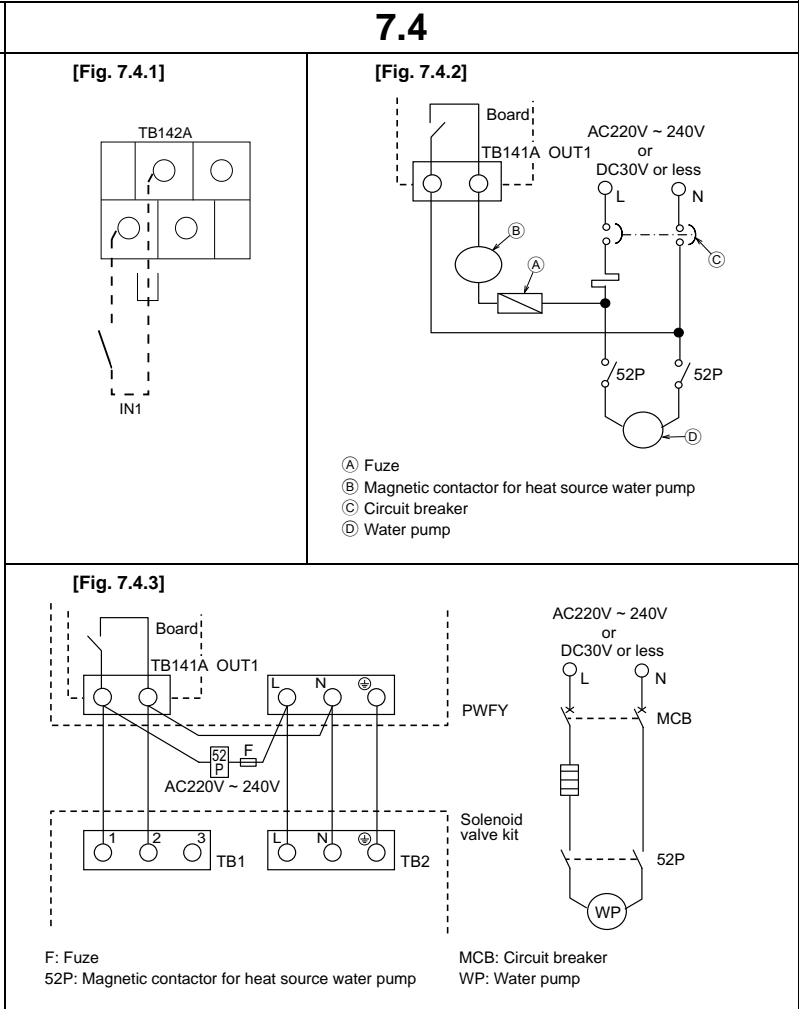 7.4
[Fig. 7.4.1]
TB142A
IN1
[Fig. 7.4.2]
Board
TB141A OUT1
AC220V ~ 240V
or
DC30V or less
L
N
B
A
C
52P
52P
D
Ⓐ Fuze
Ⓑ Magnetic contactor for heat source water pump
Ⓒ Circuit breaker
Ⓓ Water pump
[Fig. 7.4.3]
Board
TB141A OUT1
L N
PWFY
52
P
F
AC220V ~ 240V
Solenoid
valve kit
1 2 3
TB1
L N
TB2
AC220V ~ 240V
or
DC30V or less
L
N
MCB
52P
WP
F: Fuze
52P: Magnetic contactor for heat source water pump
MCB: Circuit breaker
WP: Water pump